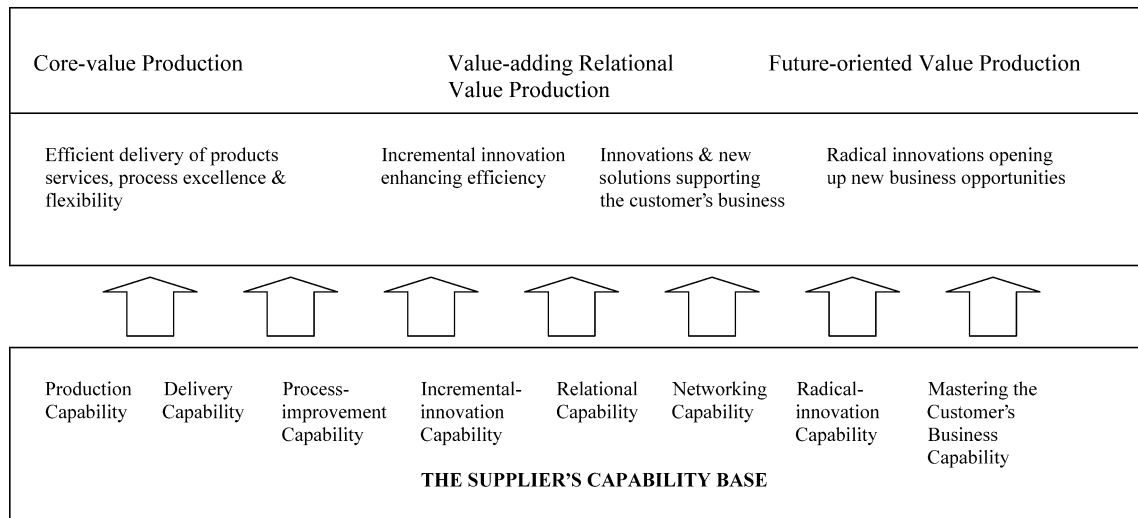 Core-value Production
Value-adding Relational
Value Production
Future-oriented Value Production
Efficient delivery of products
services, process excellence &
flexibility
Incremental innovation
enhancing efficiency
Innovations & new
solutions supporting
the customer's business
Radical innovations opening
up new business opportunities
Production
Capability
Delivery
Capability
Process-
improvement
Capability
Incremental-
innovation
Capability
Relational
Capability
Networking
Capability
Radical-
innovation
Capability
Mastering the
Customer's
Business
Capability
THE SUPPLIER'S CAPABILITY BASE